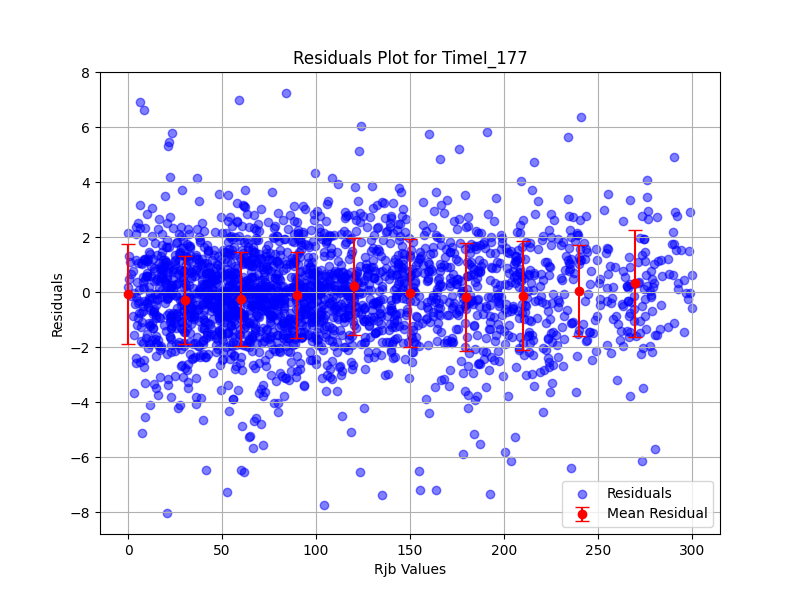 Residuals Plot for TimeI_177
8
6
4
2
0
−2
−4
−6
−8
Residuals
0 50 100 150 200 250 300
Rjb Values
Residuals
Mean Residual